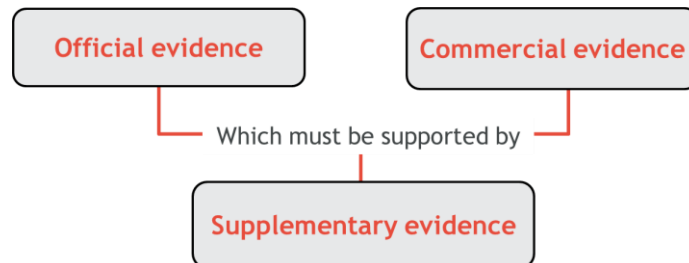 Official evidence
Commercial evidence
Which must be supported by
Supplementary evidence